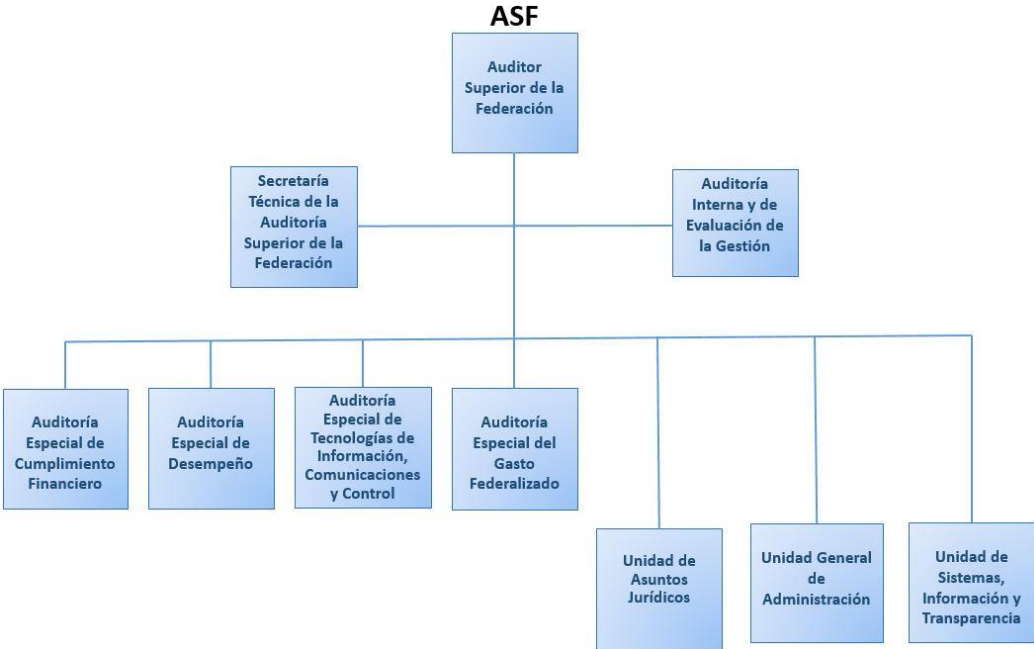 ASF
Auditor
Superior de la
Federación
Secretaría
Técnica de la
Auditoría
Superior de la
Federación
Auditoría
Interna y de
Evaluación de
la Gestión
Auditoría
Especial de
Cumplimiento
Financiero
Auditoría
Especial de
Desempeño
Auditoría
Especial de
Tecnologías de
Información,
Comunicaciones
y Control
Auditoría
Especial del
Gasto
Federalizado
Unidad de
Asuntos
Jurídicos
Unidad General
de
Administración
Unidad de
Sistemas,
Información y
Transparencia